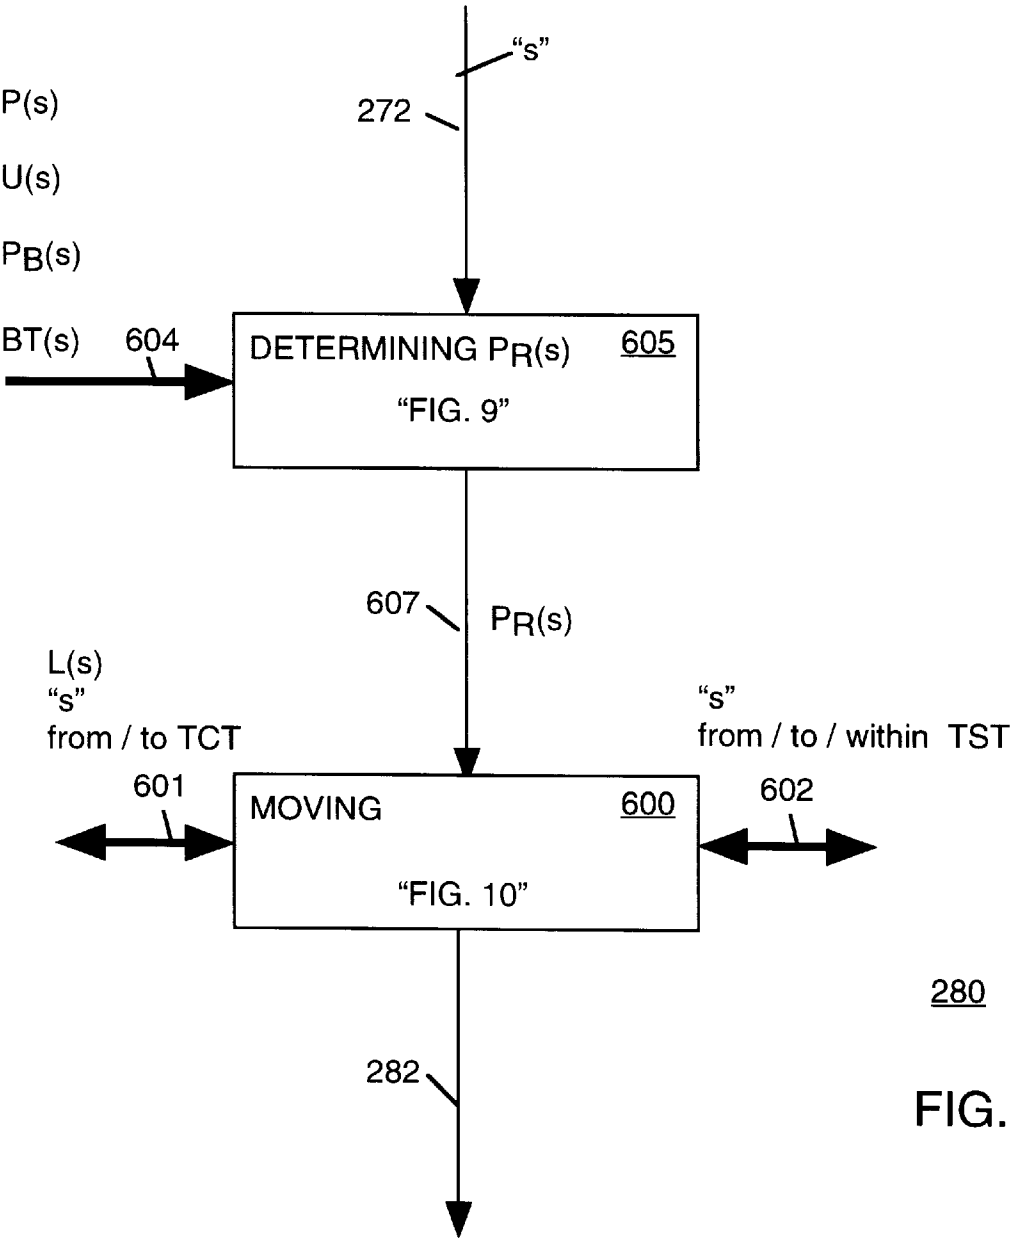 “s”
272
P(s)
U(s)
PB(s)
BT(s) 604
DETERMINING PR(s) 605
“FIG. 9”
607 PR(s)
L(s)
“s”
from / to TCT
601
“s”
from / to / within TST
602
MOVING 600
“FIG. 10”
280
282
FIG.